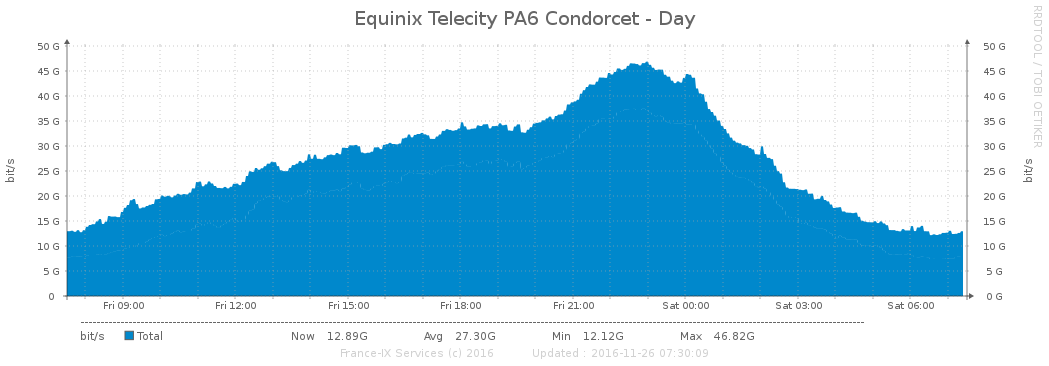 Equinix Telecity PA6 Condorcet - Day
RRDTOOL / TOBI OETIKER
bit/s
50 G
45 G
40 G
35 G
30 G
25 G
20 G
15 G
10 G
5 G
0
50 G
45 G
40 G
35 G
30 G
25 G
20 G
15 G
10 G
5 G
0 G
bit/s
Fri 09:00 Fri 12:00 Fri 15:00 Fri 18:00 Fri 21:00 Sat 00:00 Sat 03:00 Sat 06:00
bit/s Total Now 12.89G Avg 27.30G Min 12.12G Max 46.82G
France-IX Services (c) 2016 Updated : 2016-11-26 07:30:09